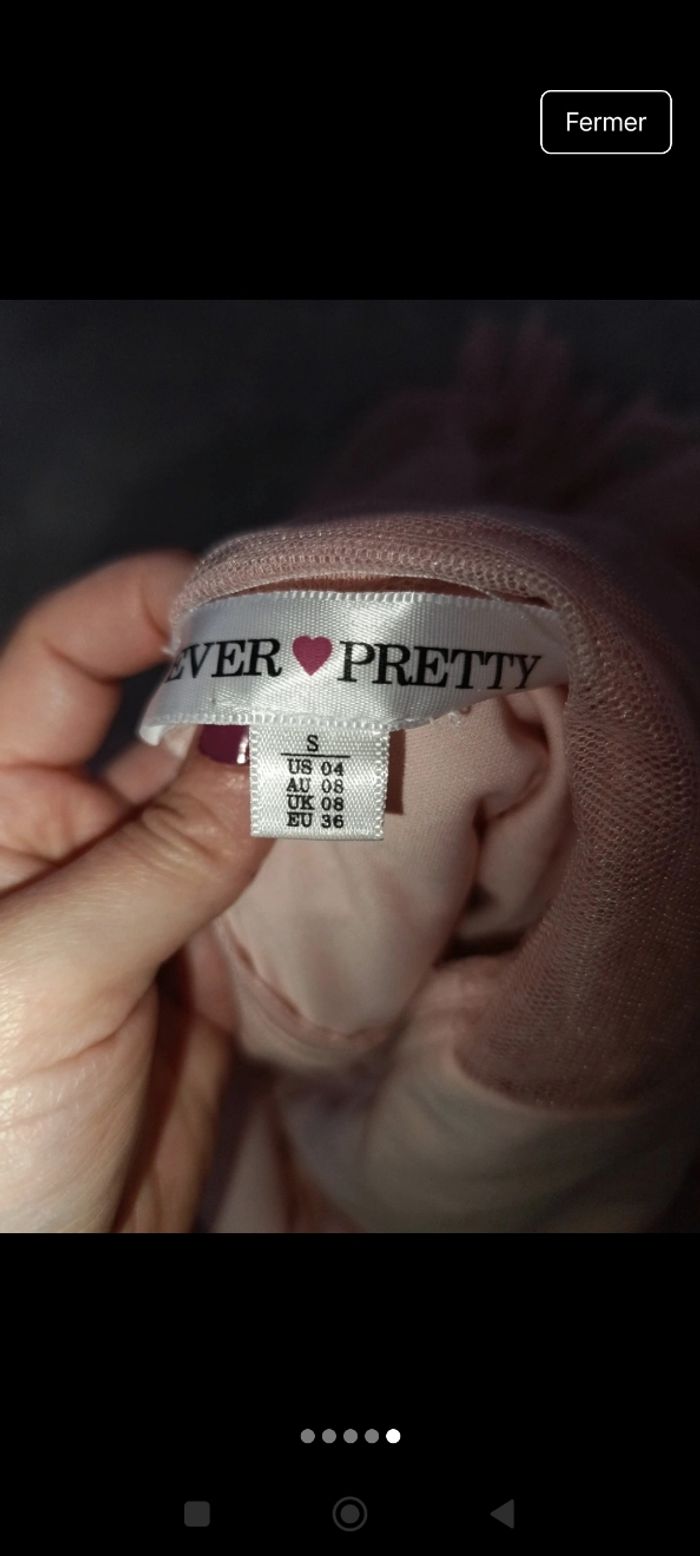 Fermer
EVER PRETTY
S
US 04
AU 08
UK 08
EU 36